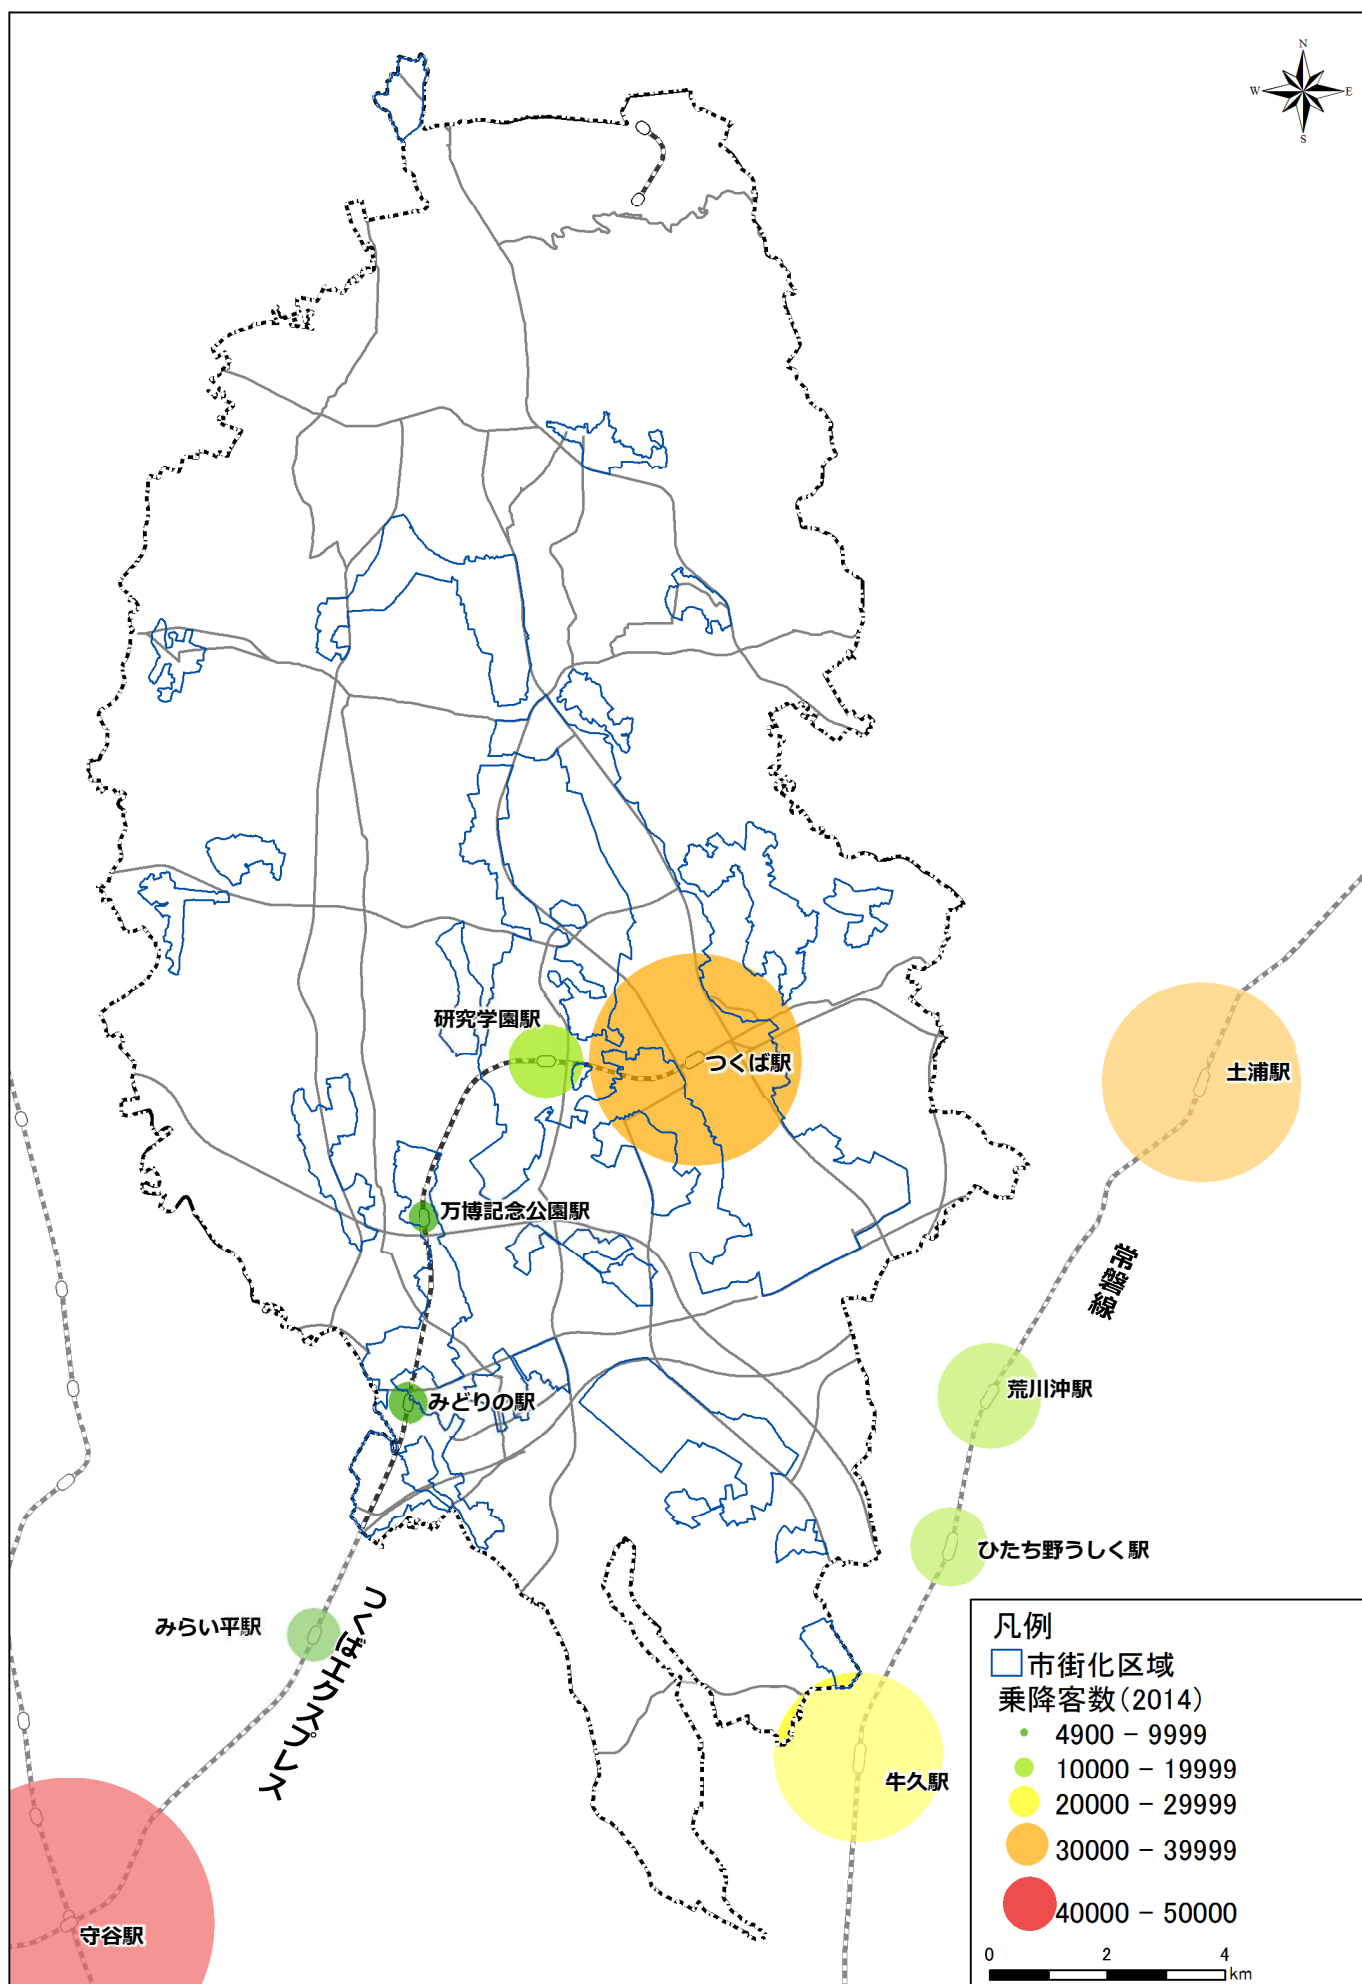 N
W
E
S
研究学園駅
つくば駅
土浦駅
万博記念公園駅
常磐線
荒川沖駅
みどりの駅
ひたち野うしく駅
みらい平駅
つくばエクスプレス
牛久駅
守谷駅
凡例
市街化区域
乗降客数(2014)
4900 - 9999
10000 - 19999
20000 - 29999
30000 - 39999
40000 - 50000
0 2 4
km